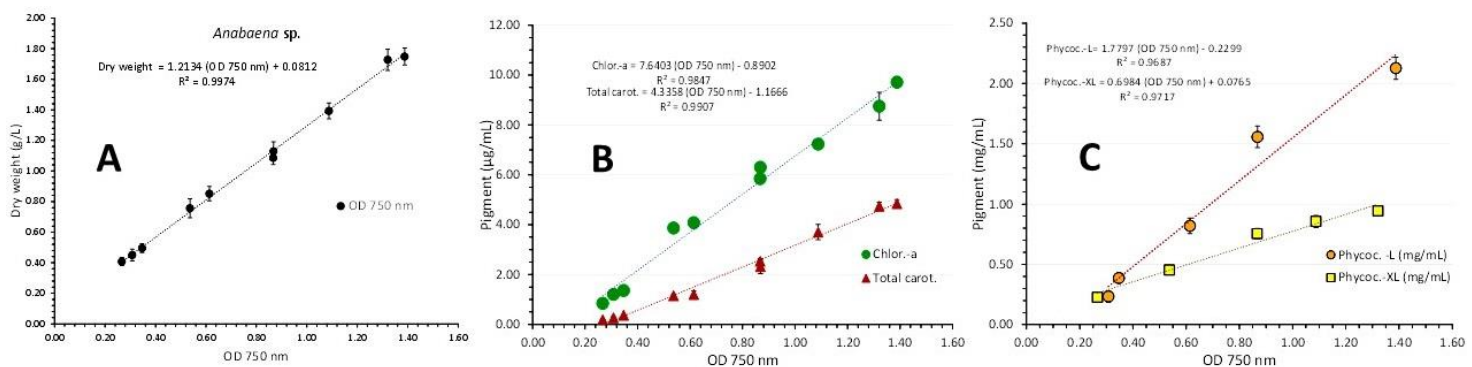 Anabaena sp.
Dry weight = 1.2134 (OD 750 nm) + 0.0812
R² = 0.9974
A
OD 750 nm
Dry weight (g/L)
2.00
1.80
1.60
1.40
1.20
1.00
0.80
0.60
0.40
0.20
0.00
0.00 0.20 0.40 0.60 0.80 1.00 1.20 1.40 1.60
OD 750 nm
Chlor.-a = 7.6403 (OD 750 nm) - 0.8902
R² = 0.9847
Total carot. = 4.3358 (OD 750 nm) - 1.1666
R² = 0.9907
B
Chlor.-a
Total carot.
Pigment (µg/mL)
12.00
10.00
8.00
6.00
4.00
2.00
0.00
0.00 0.20 0.40 0.60 0.80 1.00 1.20 1.40 1.60
OD 750 nm
Phycoc.-L= 1.7797 (OD 750 nm) - 0.2299
R² = 0.9687
Phycoc.-XL = 0.6984 (OD 750 nm) + 0.0765
R² = 0.9717
C
Phycoc. -L (mg/mL)
Phycoc.-XL (mg/mL)
Pigment (mg/mL)
2.50
2.00
1.50
1.00
0.50
0.00
0.00 0.20 0.40 0.60 0.80 1.00 1.20 1.40 1.60
OD 750 nm